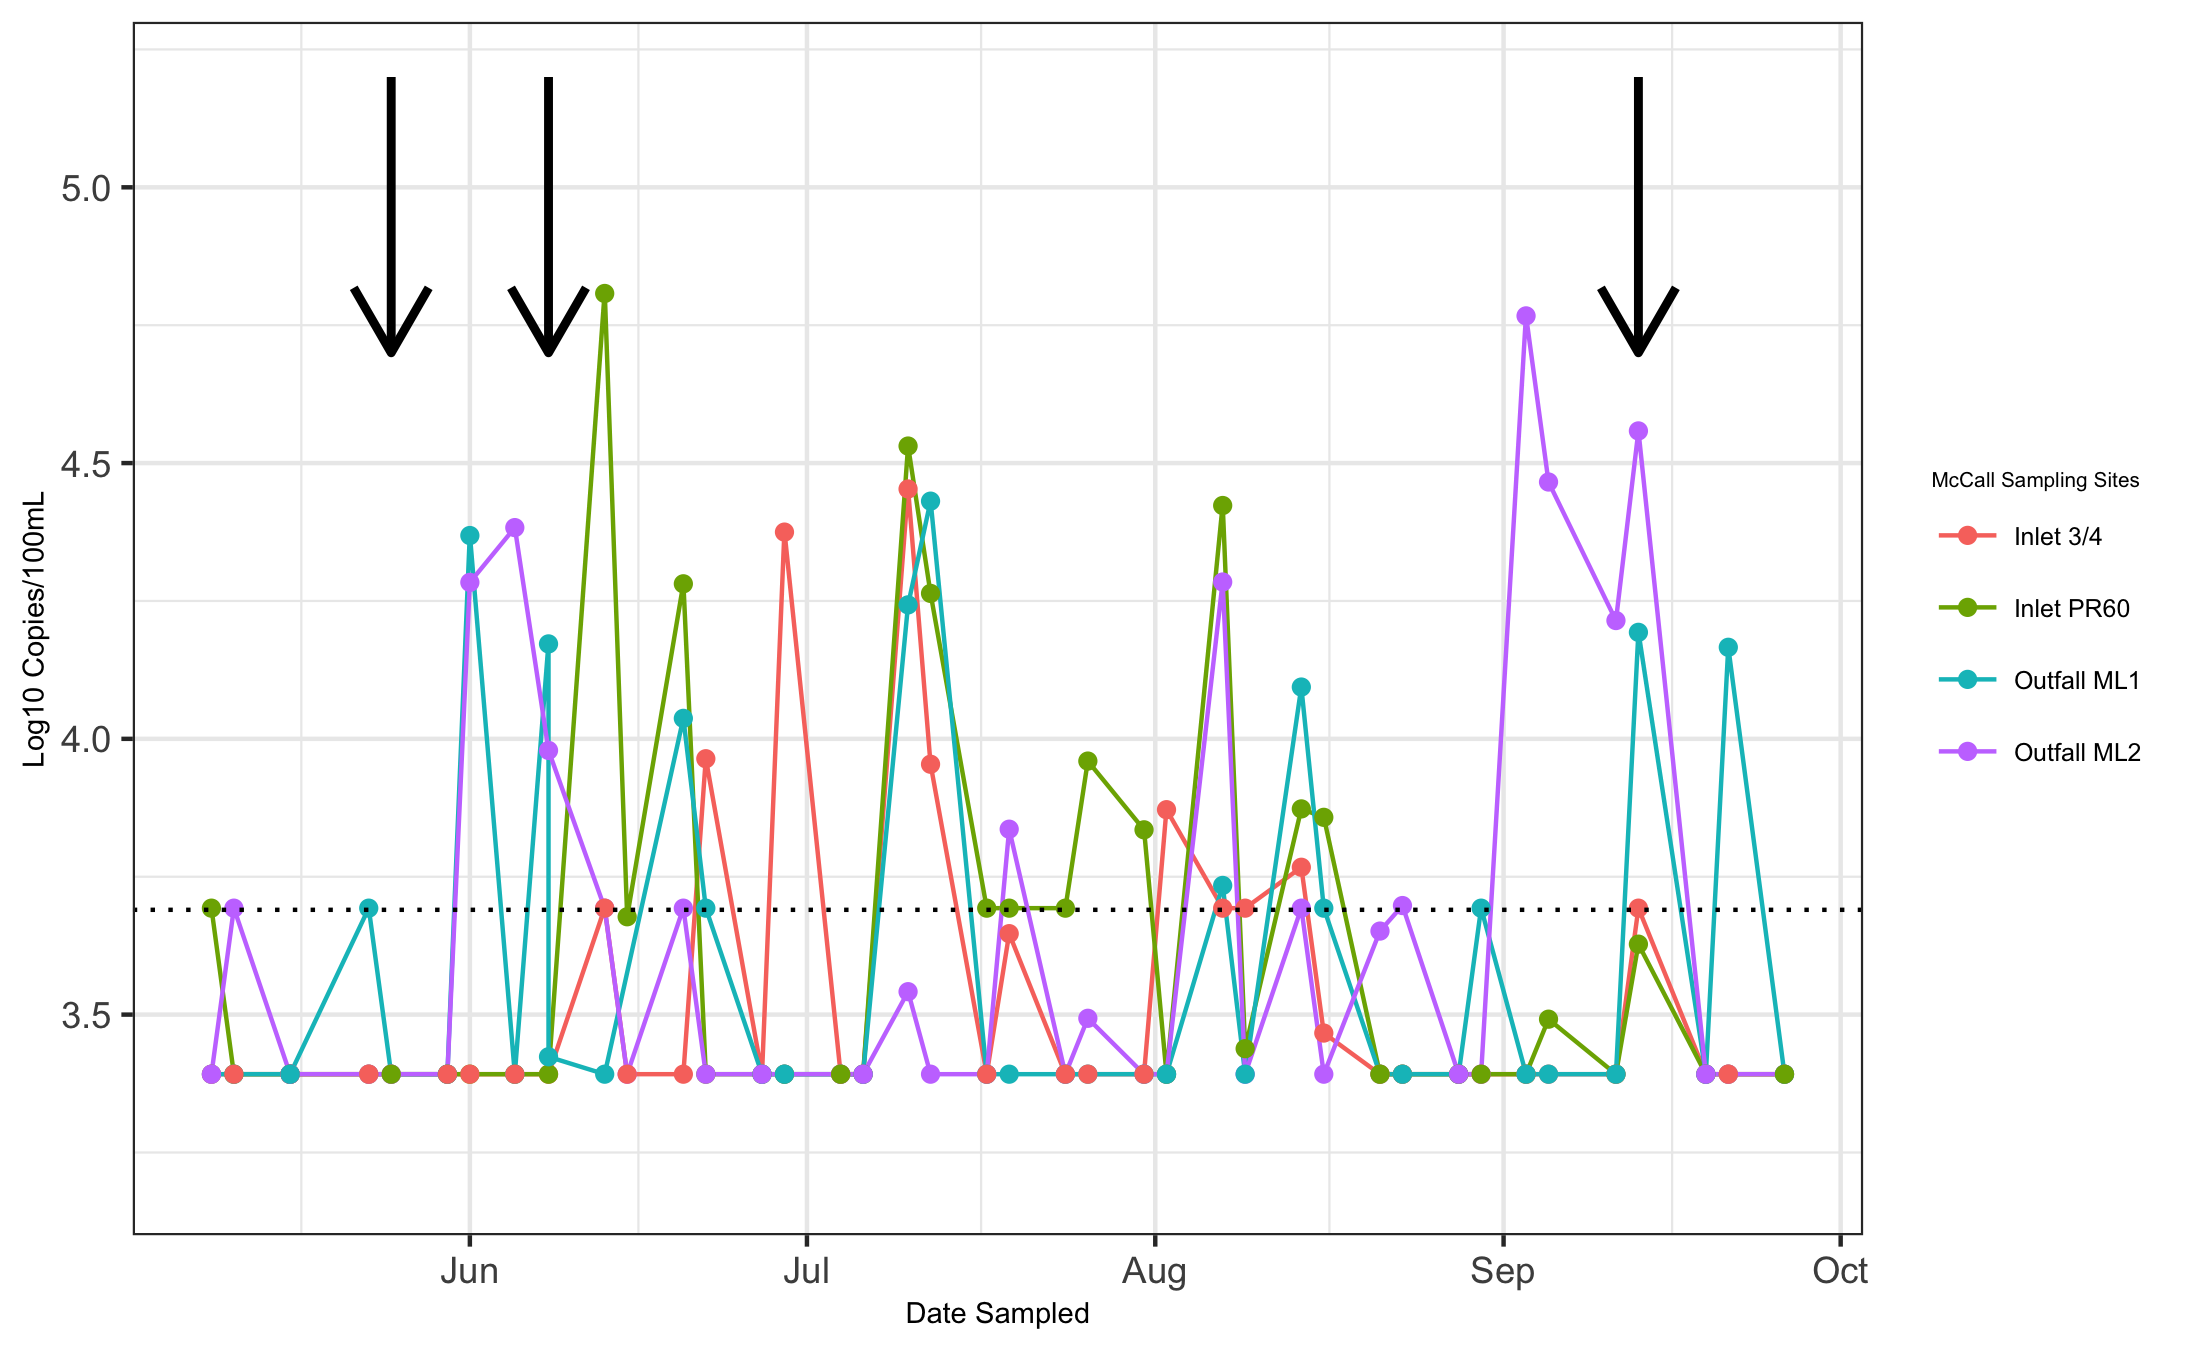 5.0
4.5
4.0
3.5
Log10 Copies/100mL
Jun
Jul
Aug
Sep
Oct
Date Sampled
McCall Sampling Sites
Inlet 3/4
Inlet PR60
Outfall ML1
Outfall ML2